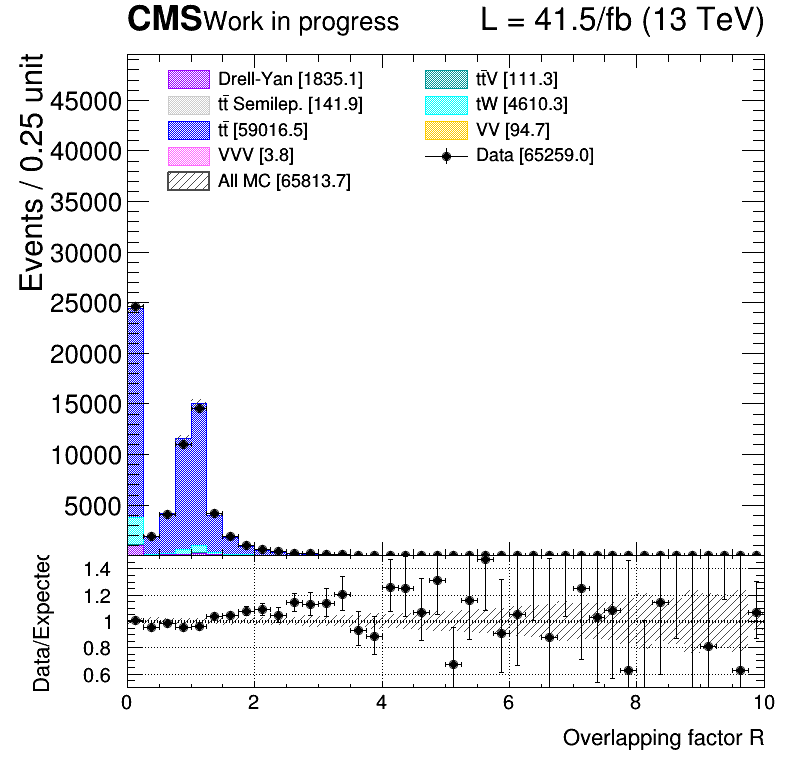 CMS Work in progress L = 41.5/fb (13 TeV)
Events / 0.25 unit
45000
40000
35000
30000
25000
20000
15000
10000
5000
Drell-Yan [1835.1]
tt̄ Semilep. [141.9]
tt̄ [59016.5]
VVV [3.8]
All MC [65813.7]
tt̄V [111.3]
tW [4610.3]
VV [94.7]
Data [65259.0]
Data/Expected
1.4
1.2
1
0.8
0.6
0 2 4 6 8 10
Overlapping factor R